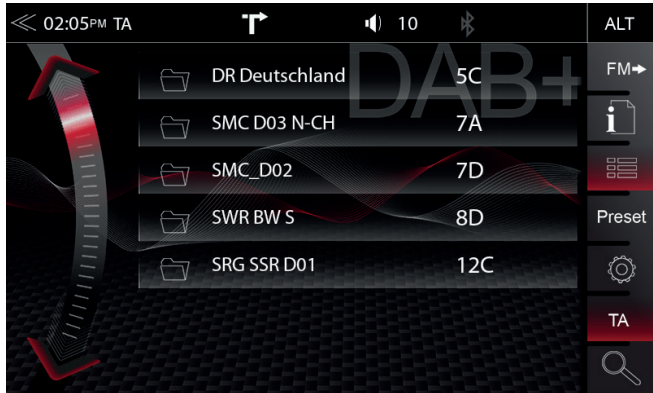 02:05PM TA 10 ALT
DAB+
FM
DR Deutschland 5C
i
SMC D03 N-CH 7A
SMC_D02 7D
SWR BW S 8D
Preset
SRG SSR D01 12C
TA